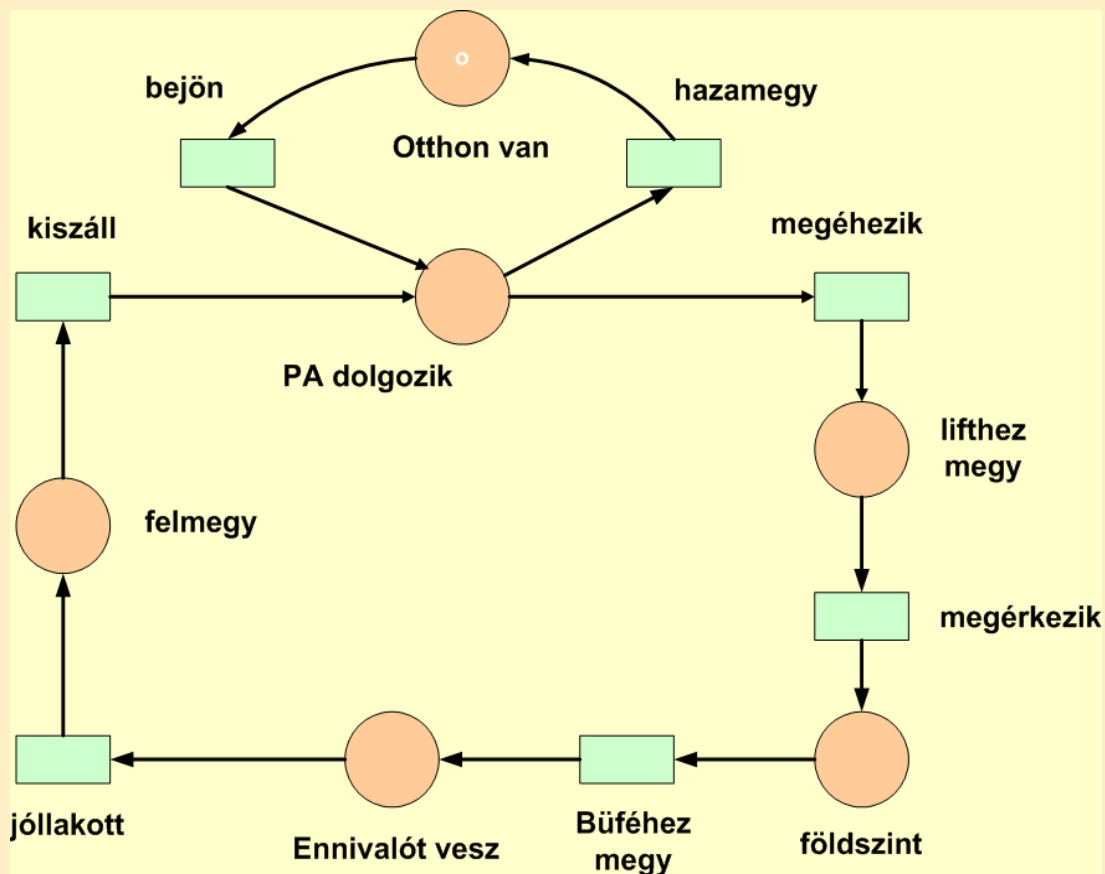 o
bejön
hazamegy
Otthon van
kiszáll
megéhezik
PA dolgozik
lifthez
megy
felmegy
megérkezik
jóllakott
Ennivalót vesz
Büféhez
megy
földszint